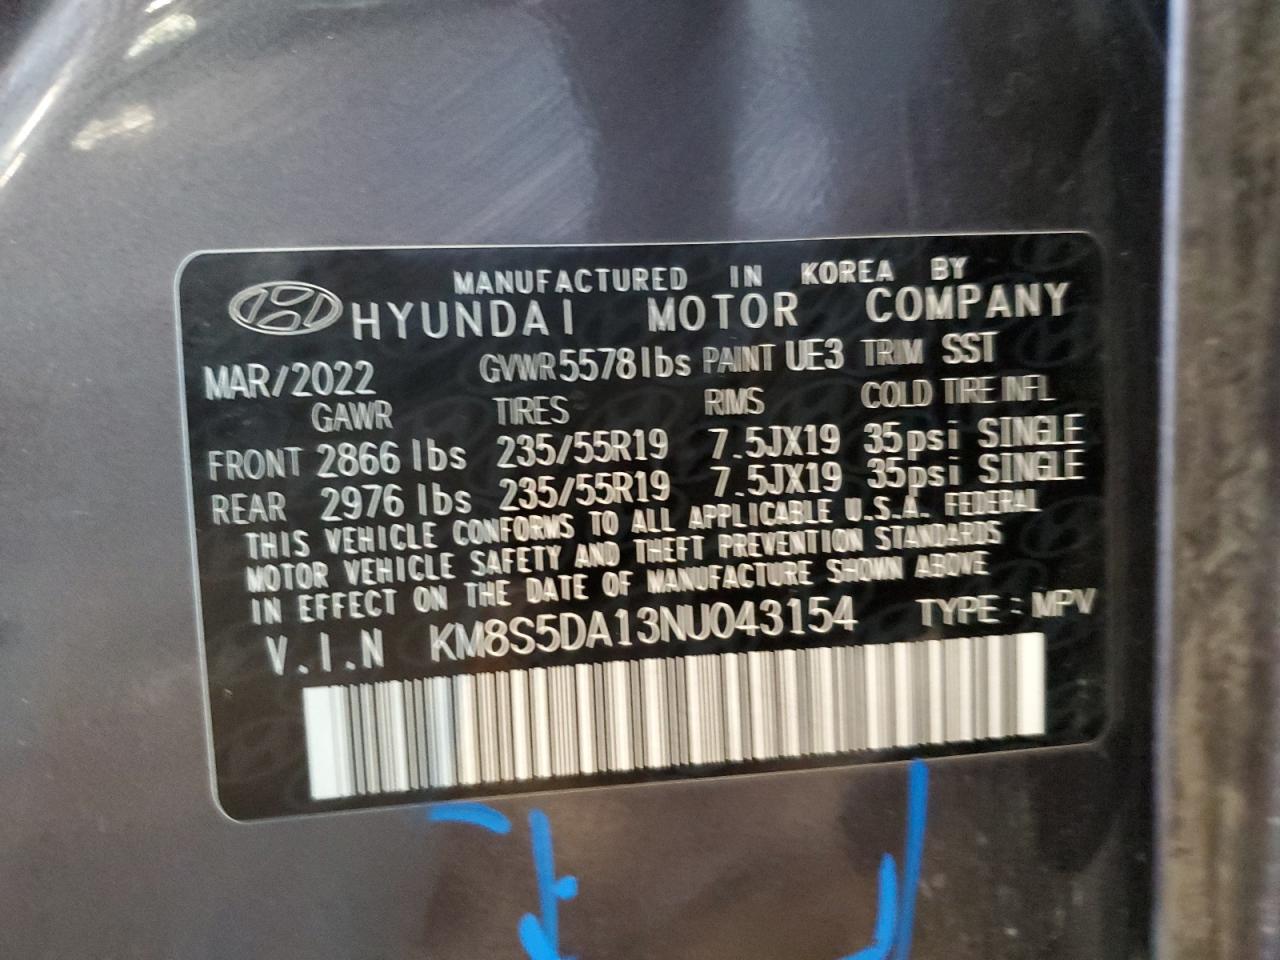 MANUFACTURED IN KOREA BY
HYUNDAI MOTOR COMPANY
MAR/2022 GVWR 5578lbs PAINT UE3 TRIM SST
GAWR TIRES RIMS COLD TIRE INFL
FRONT 2866 lbs 235/55R19 7.5JX19 35psi SINGLE
REAR 2976 lbs 235/55R19 7.5JX19 35psi SINGLE
THIS VEHICLE CONFORMS TO ALL APPLICABLE U.S.A. FEDERAL
MOTOR VEHICLE SAFETY AND THEFT PREVENTION STANDARDS
IN EFFECT ON THE DATE OF MANUFACTURE SHOWN ABOVE
V.I.N KM8S5DA13NU043154 TYPE : MPV